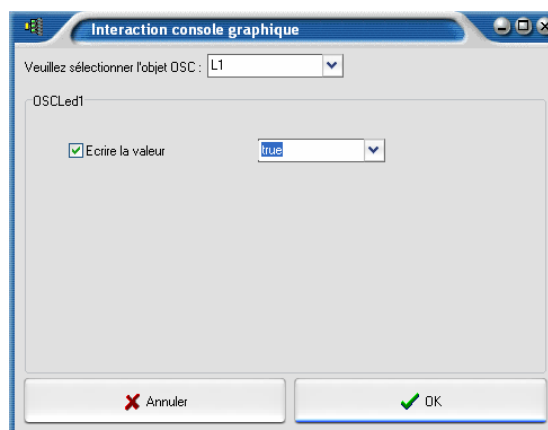 Interaction console graphique
Veuillez sélectionner l'objet OSC : L1
OSCLed1
Ecrire la valeur true
Annuler OK